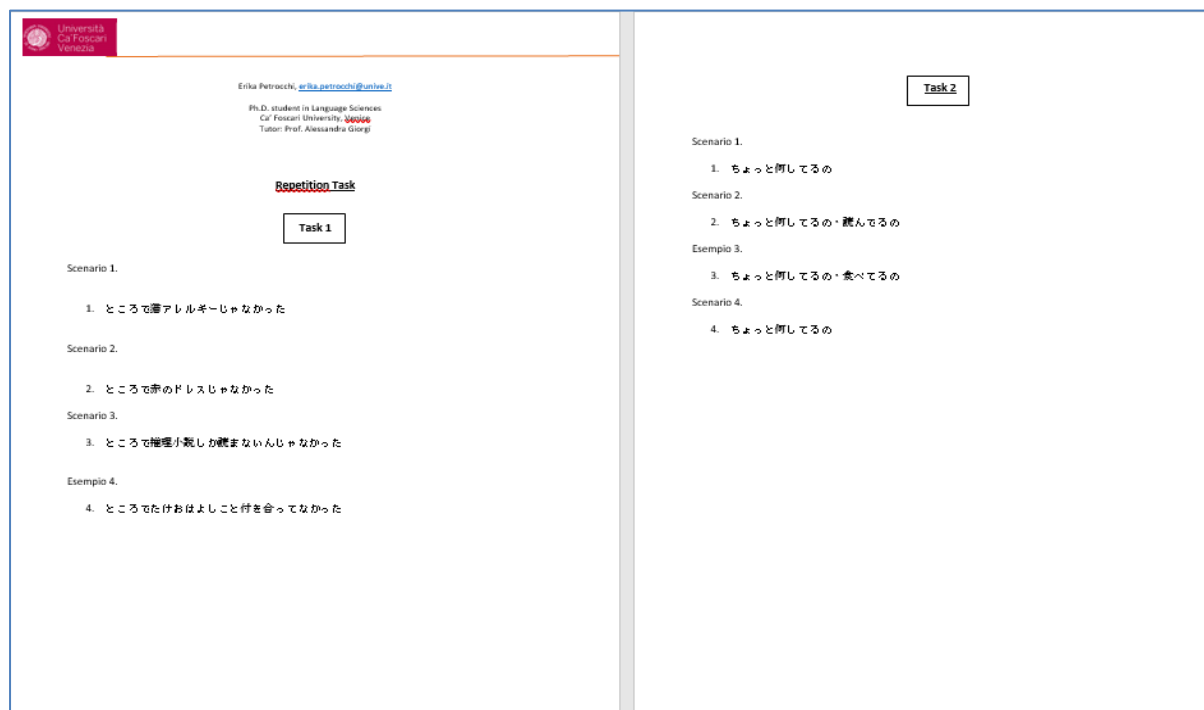 Università
Ca'Foscari
Venezia
Erika Petrocchi, erika.petrocchi@unive.it
Ph.D. student in Language Sciences
Ca' Foscari University, Venice
Tutor: Prof. Alessandra Giorgi
Repetition Task
Task 1
Scenario 1.
1. ところで藩アレルギーじゃなかった
Scenario 2.
2. ところで赤のドレスじゃなかった
Scenario 3.
3. ところで推理小説しか読まないんじゃなかった
Esempio 4.
4. ところでたけおはよしこと付き合ってなかった
Task 2
Scenario 1.
1. ちょっと何してるの
Scenario 2.
2. ちょっと何してるの・読んでるの
Esempio 3.
3. ちょっと何してるの・食べてるの
Scenario 4.
4. ちょっと何してるの